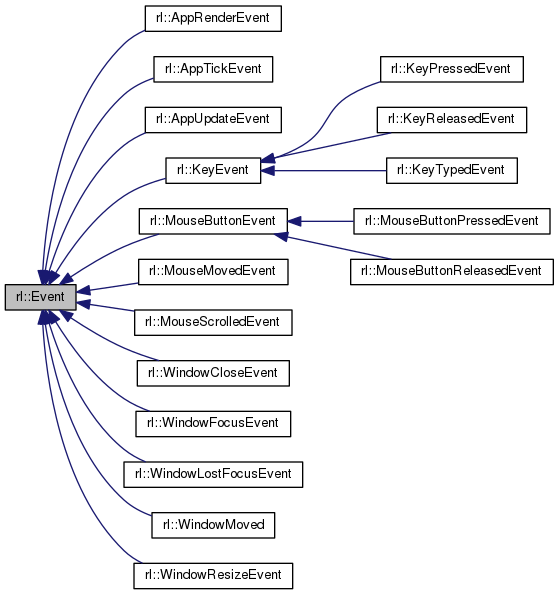 rl::AppRenderEvent
rl::AppTickEvent
rl::KeyPressedEvent
rl::AppUpdateEvent
rl::KeyReleasedEvent
rl::KeyEvent
rl::KeyTypedEvent
rl::MouseButtonEvent
rl::MouseButtonPressedEvent
rl::MouseMovedEvent
rl::MouseButtonReleasedEvent
rl::Event
rl::MouseScrolledEvent
rl::WindowCloseEvent
rl::WindowFocusEvent
rl::WindowLostFocusEvent
rl::WindowMoved
rl::WindowResizeEvent